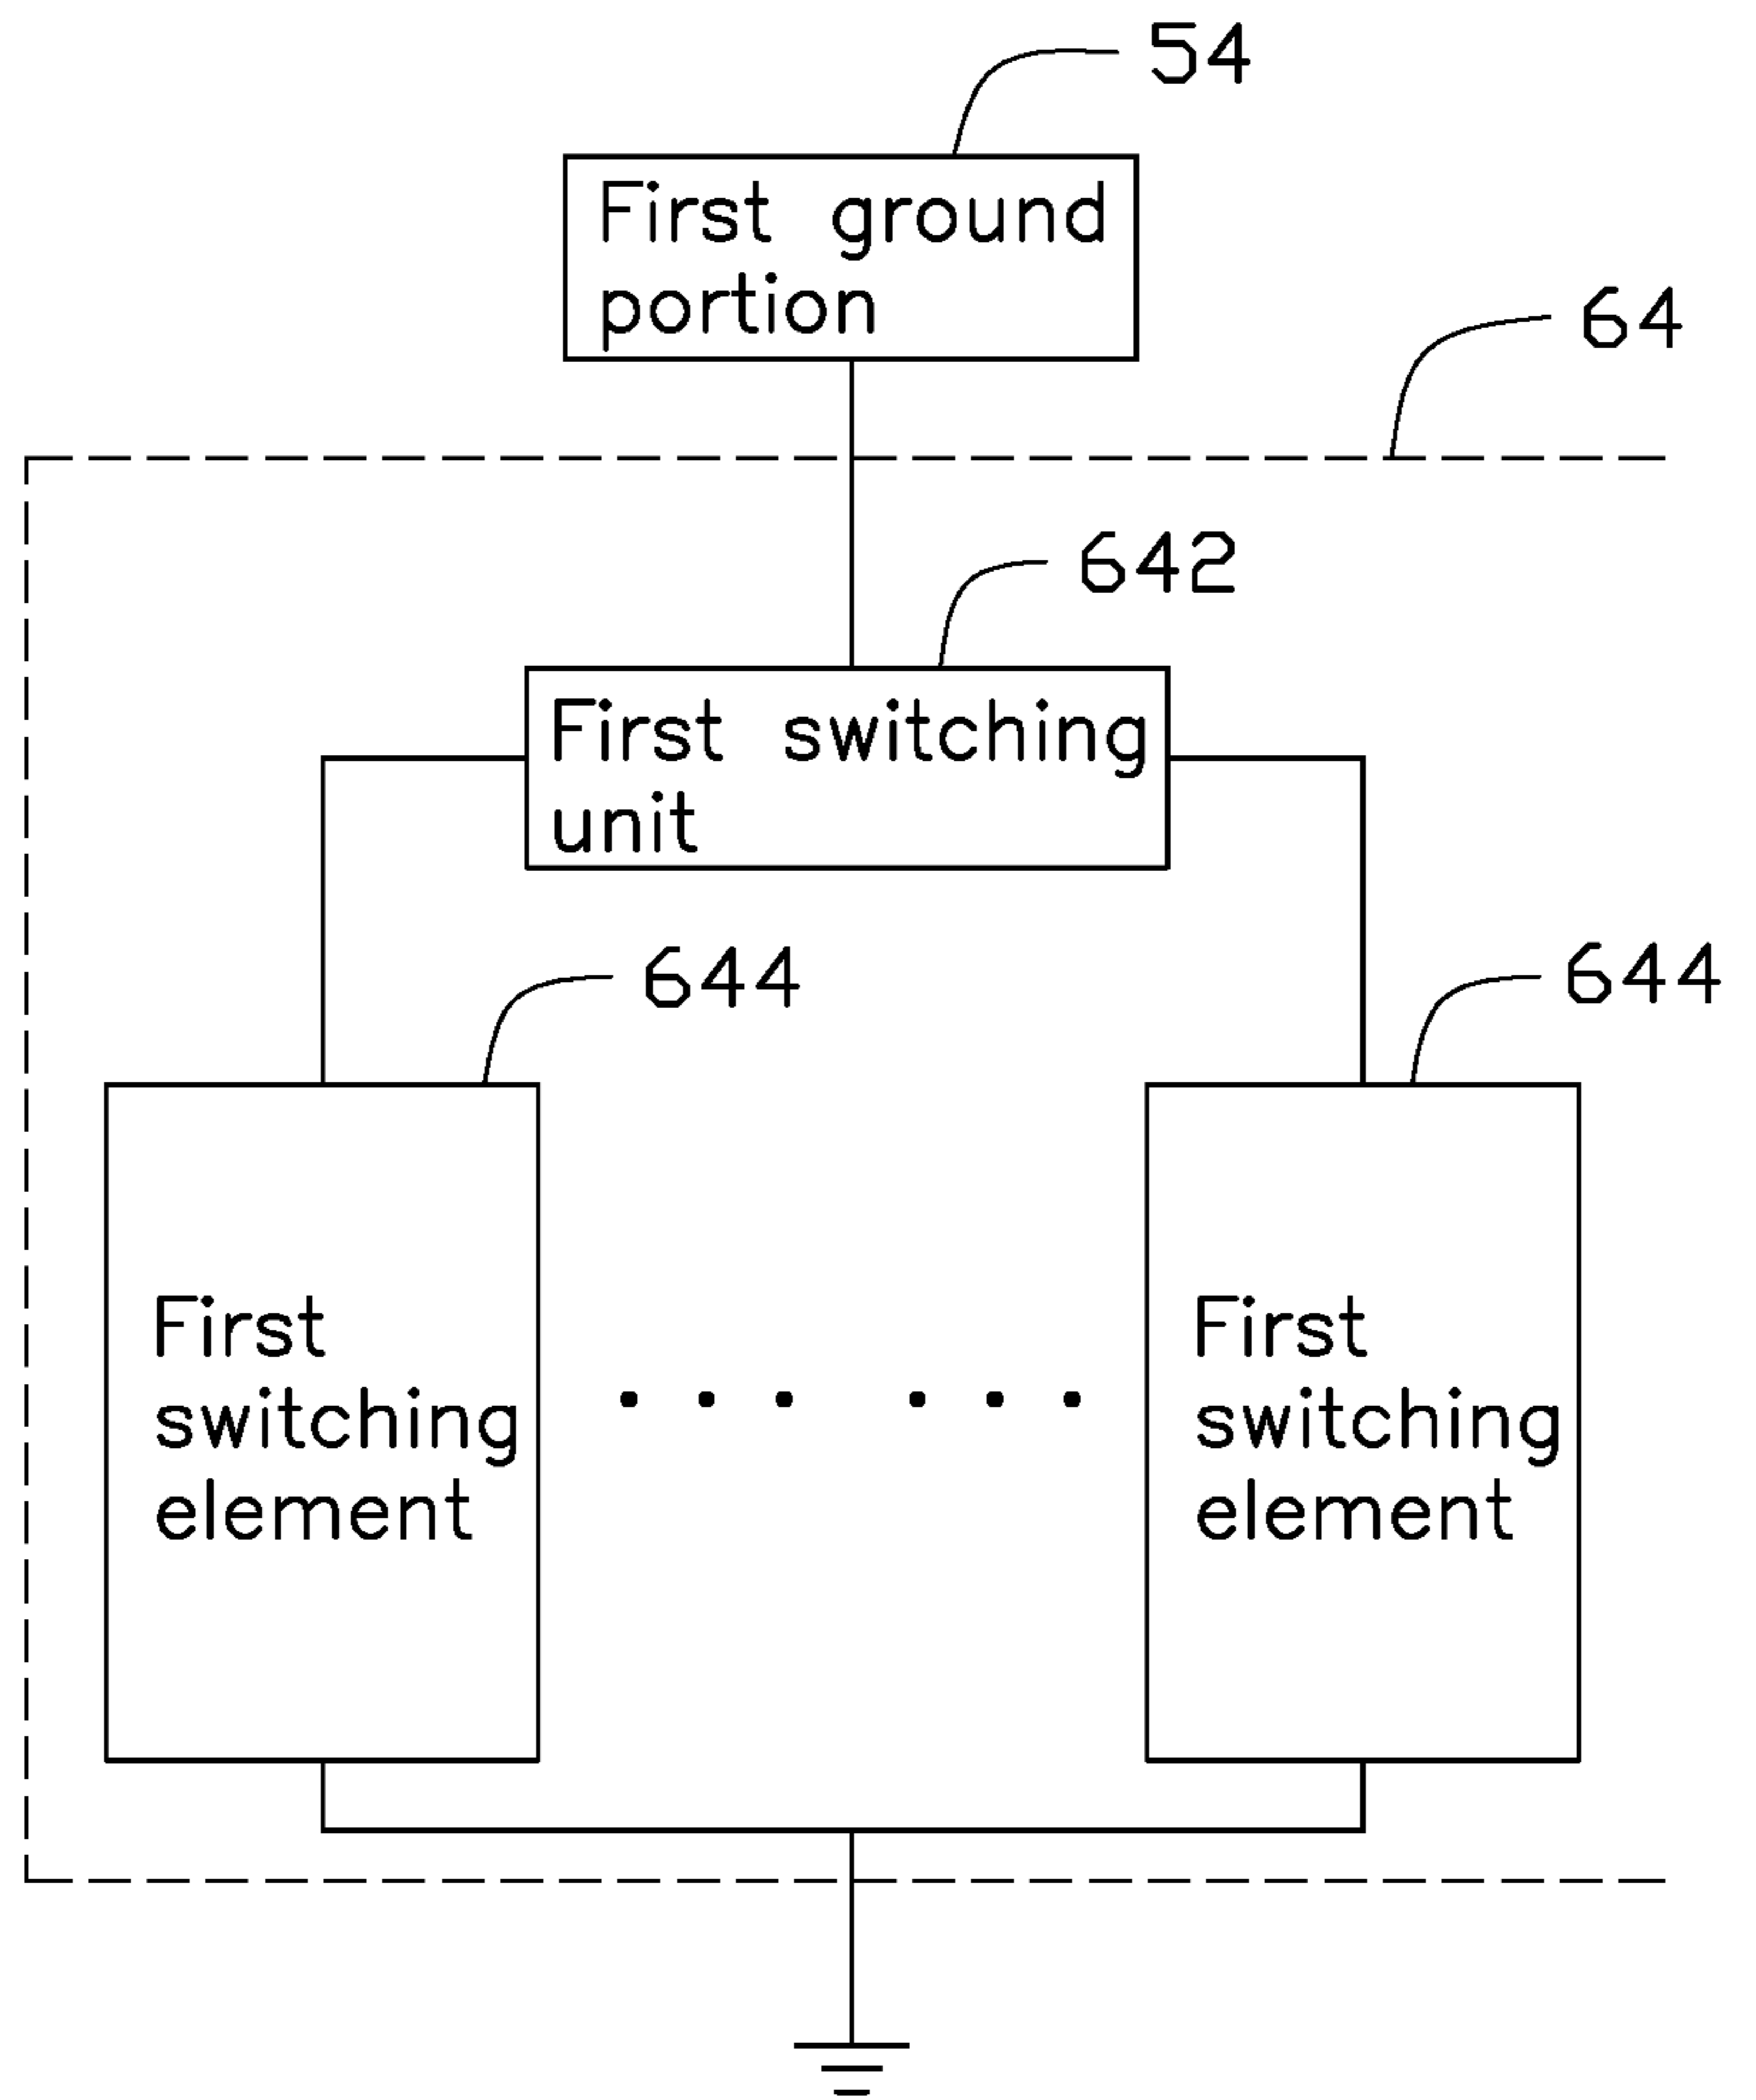 54
First ground
portion
64
642
First switching
unit
644
644
First
switching
element
First
switching
element